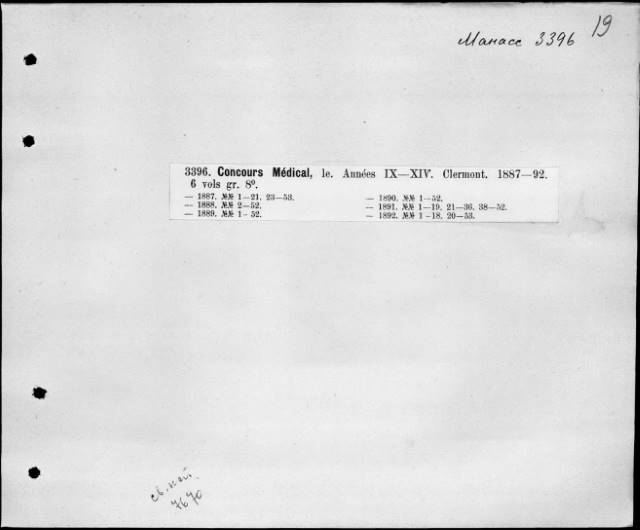 19
Манасс 3396
3396. Concours Médical, le. Années IX—XIV. Clermont. 1887—92.
6 vols gr. 8º.
— 1887. №№ 1—21. 23—53.
— 1888. №№ 2—52.
— 1889. №№ 1-52.
— 1890. №№ 1—52.
— 1891. №№ 1—19. 21—36. 38—52.
— 1892. №№ 1-18. 20—53.
7670